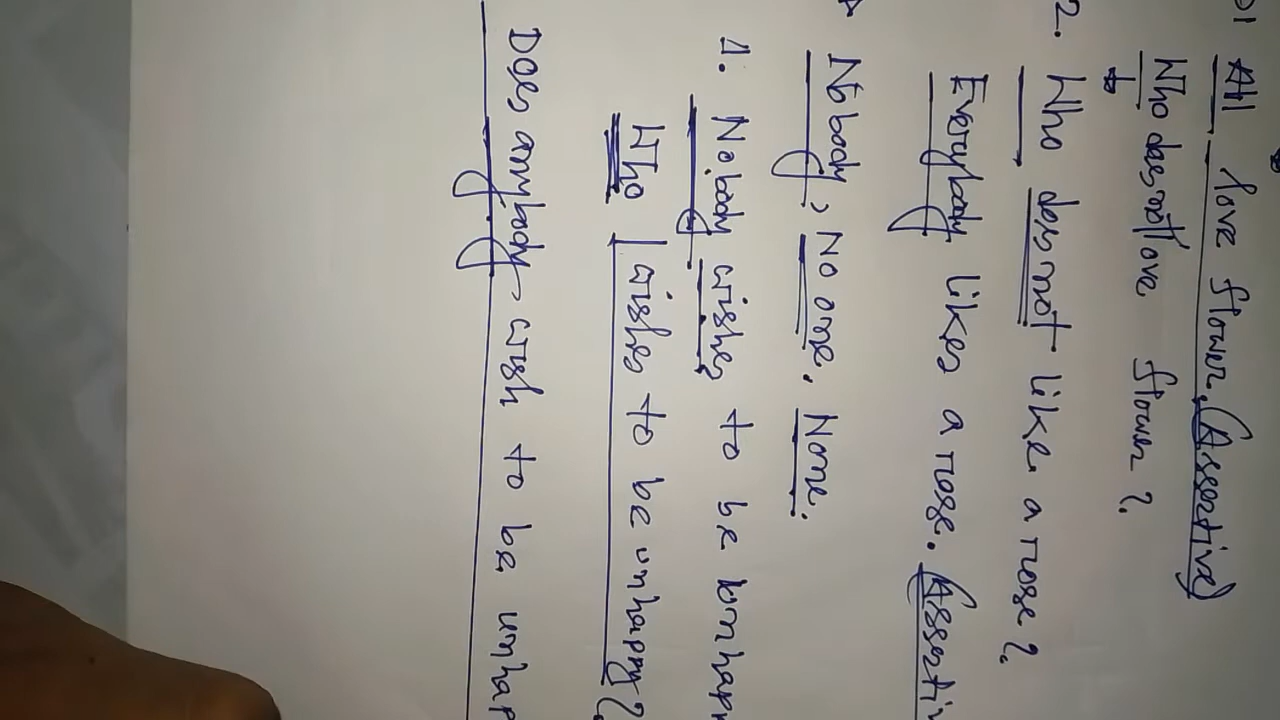 All love flower. (Assertive)
Who does not love flower ?
2. Who does not like a rose ?
Everybody likes a rose. (Assertiv
Nobody, No one. None.
1. Nobody wishes to be unhapp
Who wishes to be unhappy ?
Does anybody wish to be unhap